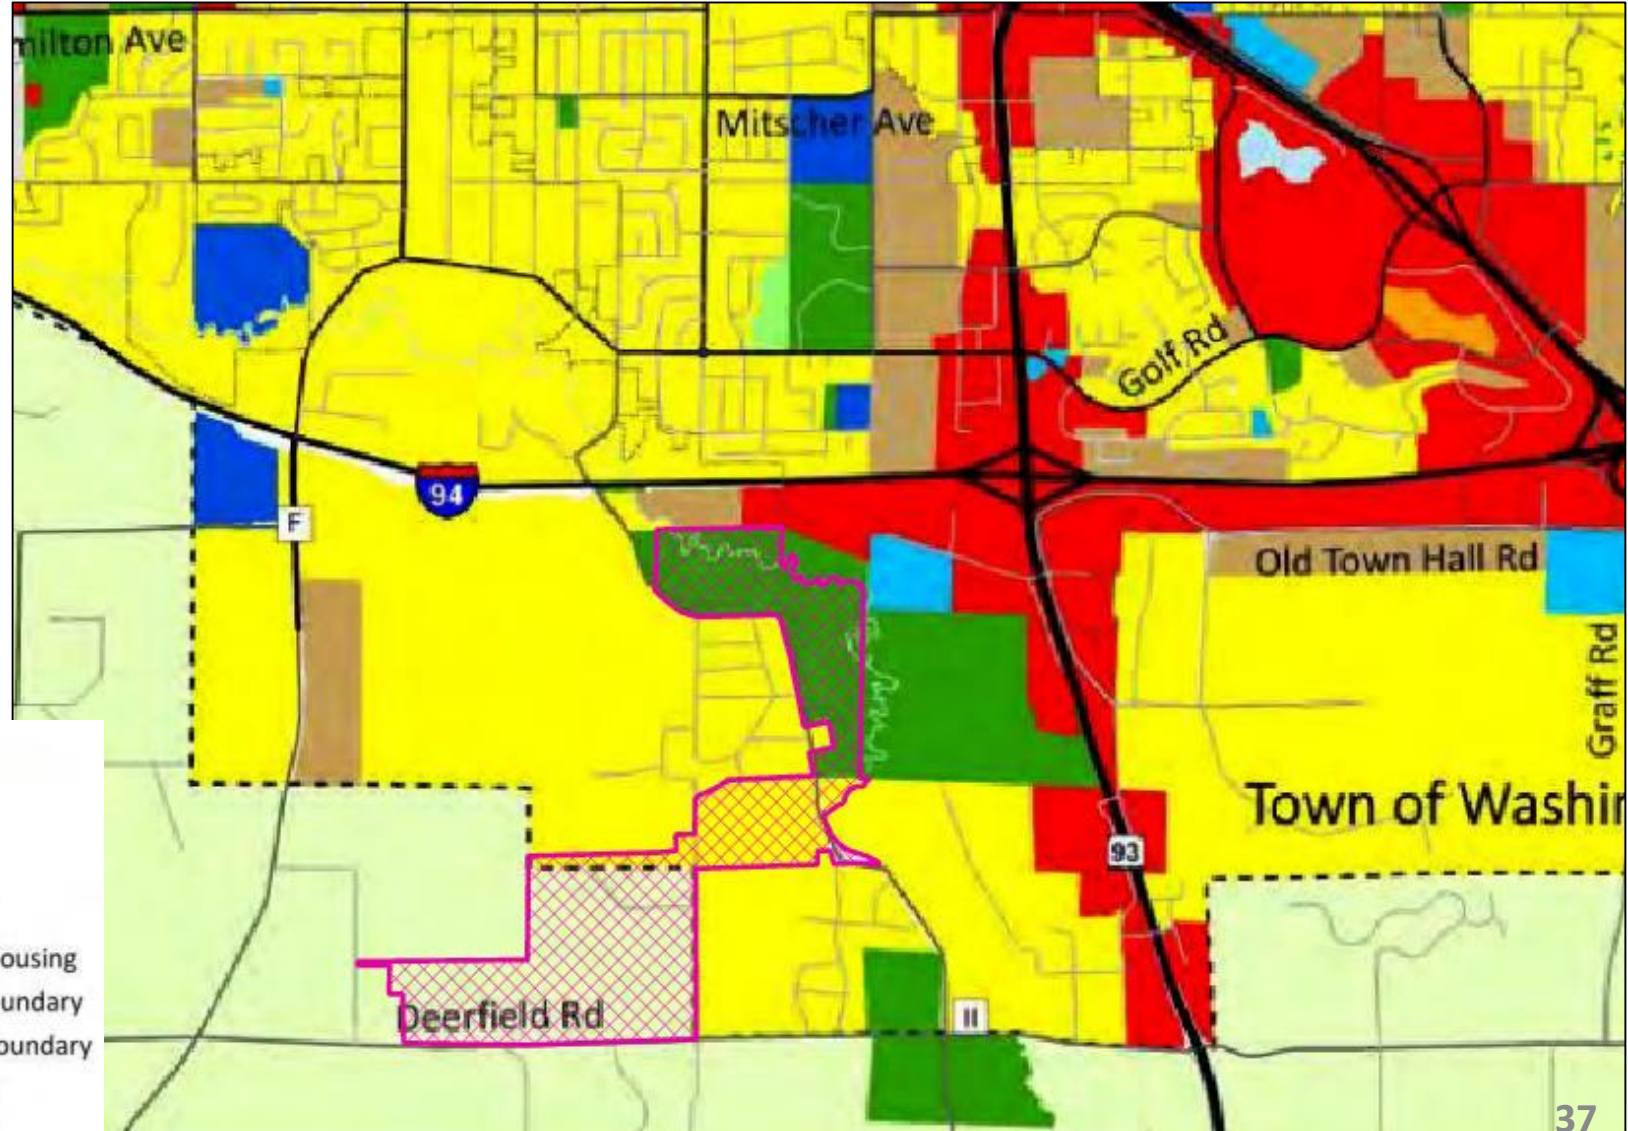 milton Ave
Mitscher Ave
Golf Rd
94
F
Old Town Hall Rd
Graff Rd
Town of Washin
93
ousing
undary
oundary
Deerfield Rd
II
37